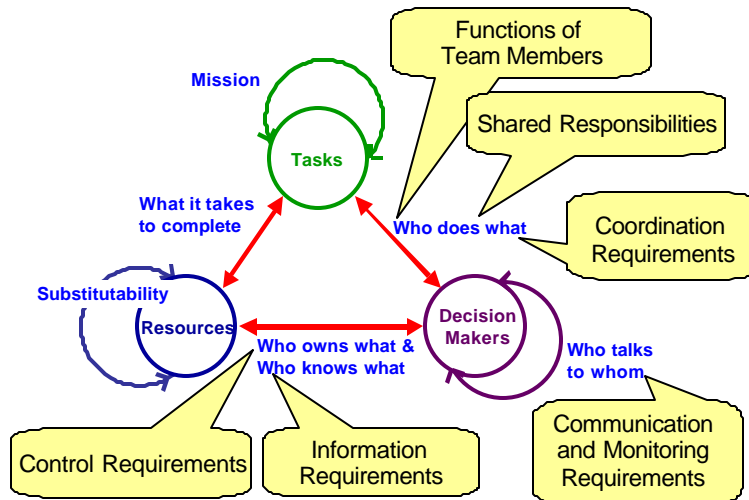 Functions of
Team Members
Mission
Shared Responsibilities
Tasks
What it takes
to complete
Who does what
Coordination
Requirements
Substitutability
Resources
Decision
Makers
Who owns what &
Who knows what
Who talks
to whom
Control Requirements
Information
Requirements
Communication
and Monitoring
Requirements